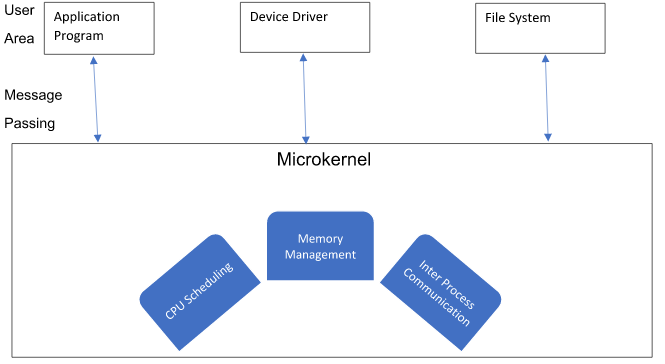 User
Area
Application
Program
Device Driver
File System
Message
Passing
Microkernel
CPU Scheduling
Memory
Management
Inter Process
Communication